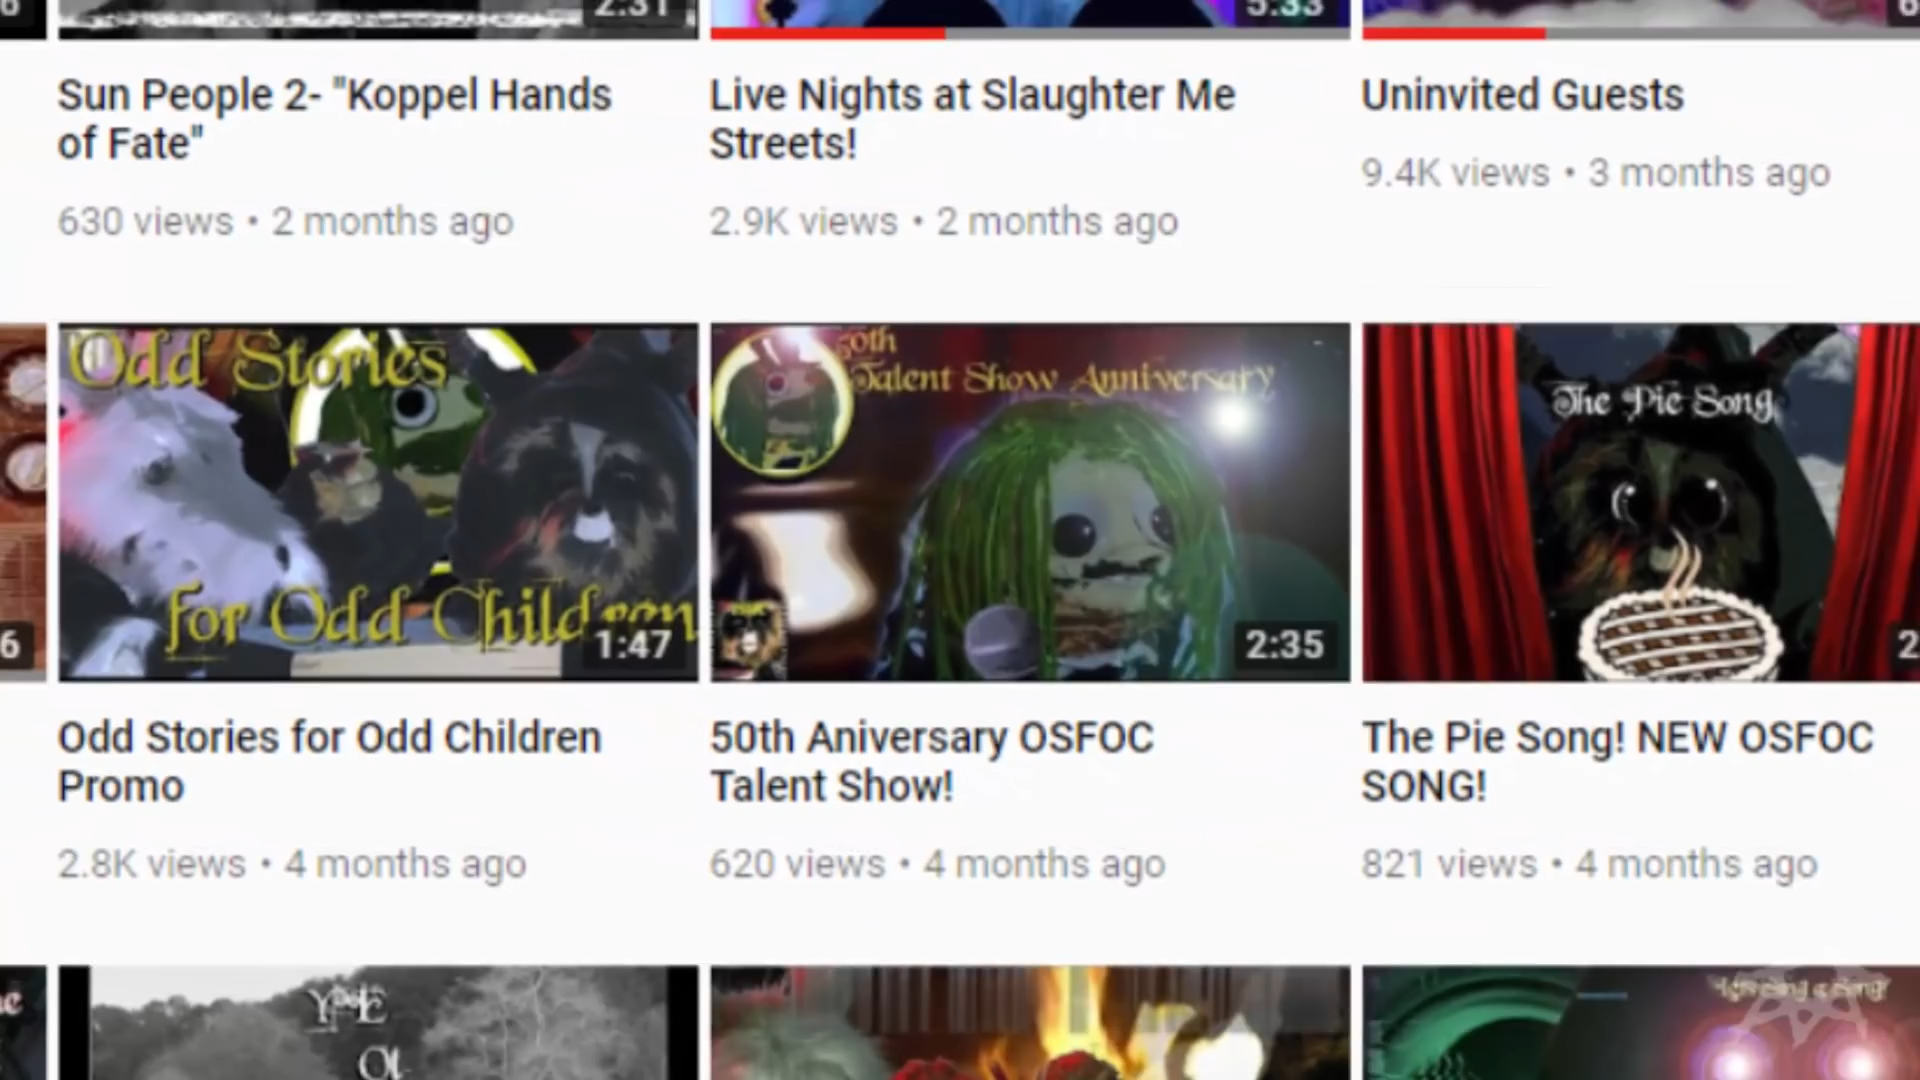 2:31
5:33
Sun People 2- "Koppel Hands
of Fate"
630 views • 2 months ago
Live Nights at Slaughter Me
Streets!
2.9K views • 2 months ago
Uninvited Guests
9.4K views • 3 months ago
6
Odd Stories
for Odd Children
1:47
50th
Talent Show Anniversary
2:35
The Pie Song
2
Odd Stories for Odd Children
Promo
2.8K views • 4 months ago
50th Aniversary OSFOC
Talent Show!
620 views • 4 months ago
The Pie Song! NEW OSFOC
SONG!
821 views • 4 months ago